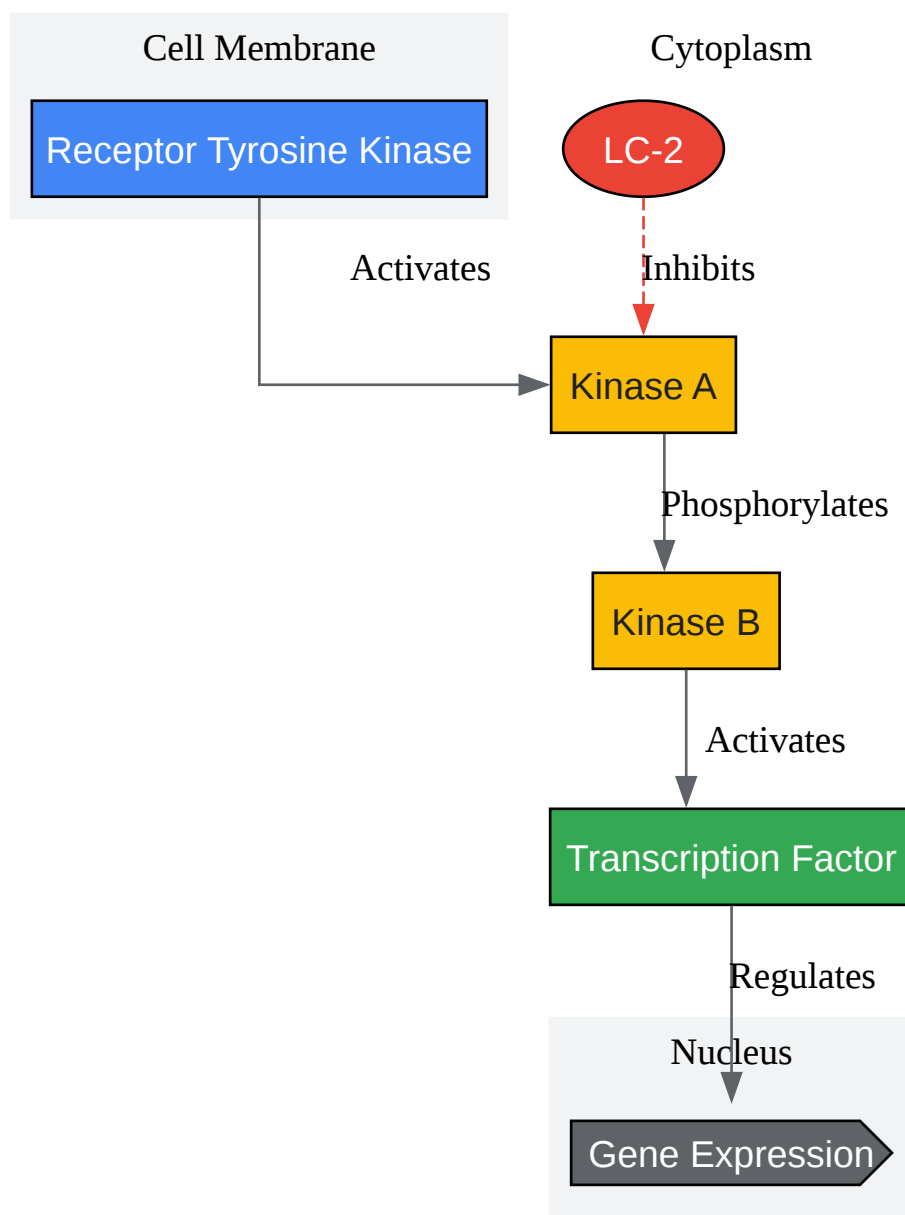 Cell Membrane
Cytoplasm
Receptor Tyrosine Kinase
LC-2
Activates
Inhibits
Kinase A
Phosphorylates
Kinase B
Activates
Transcription Factor
Regulates
Nucleus
Gene Expression